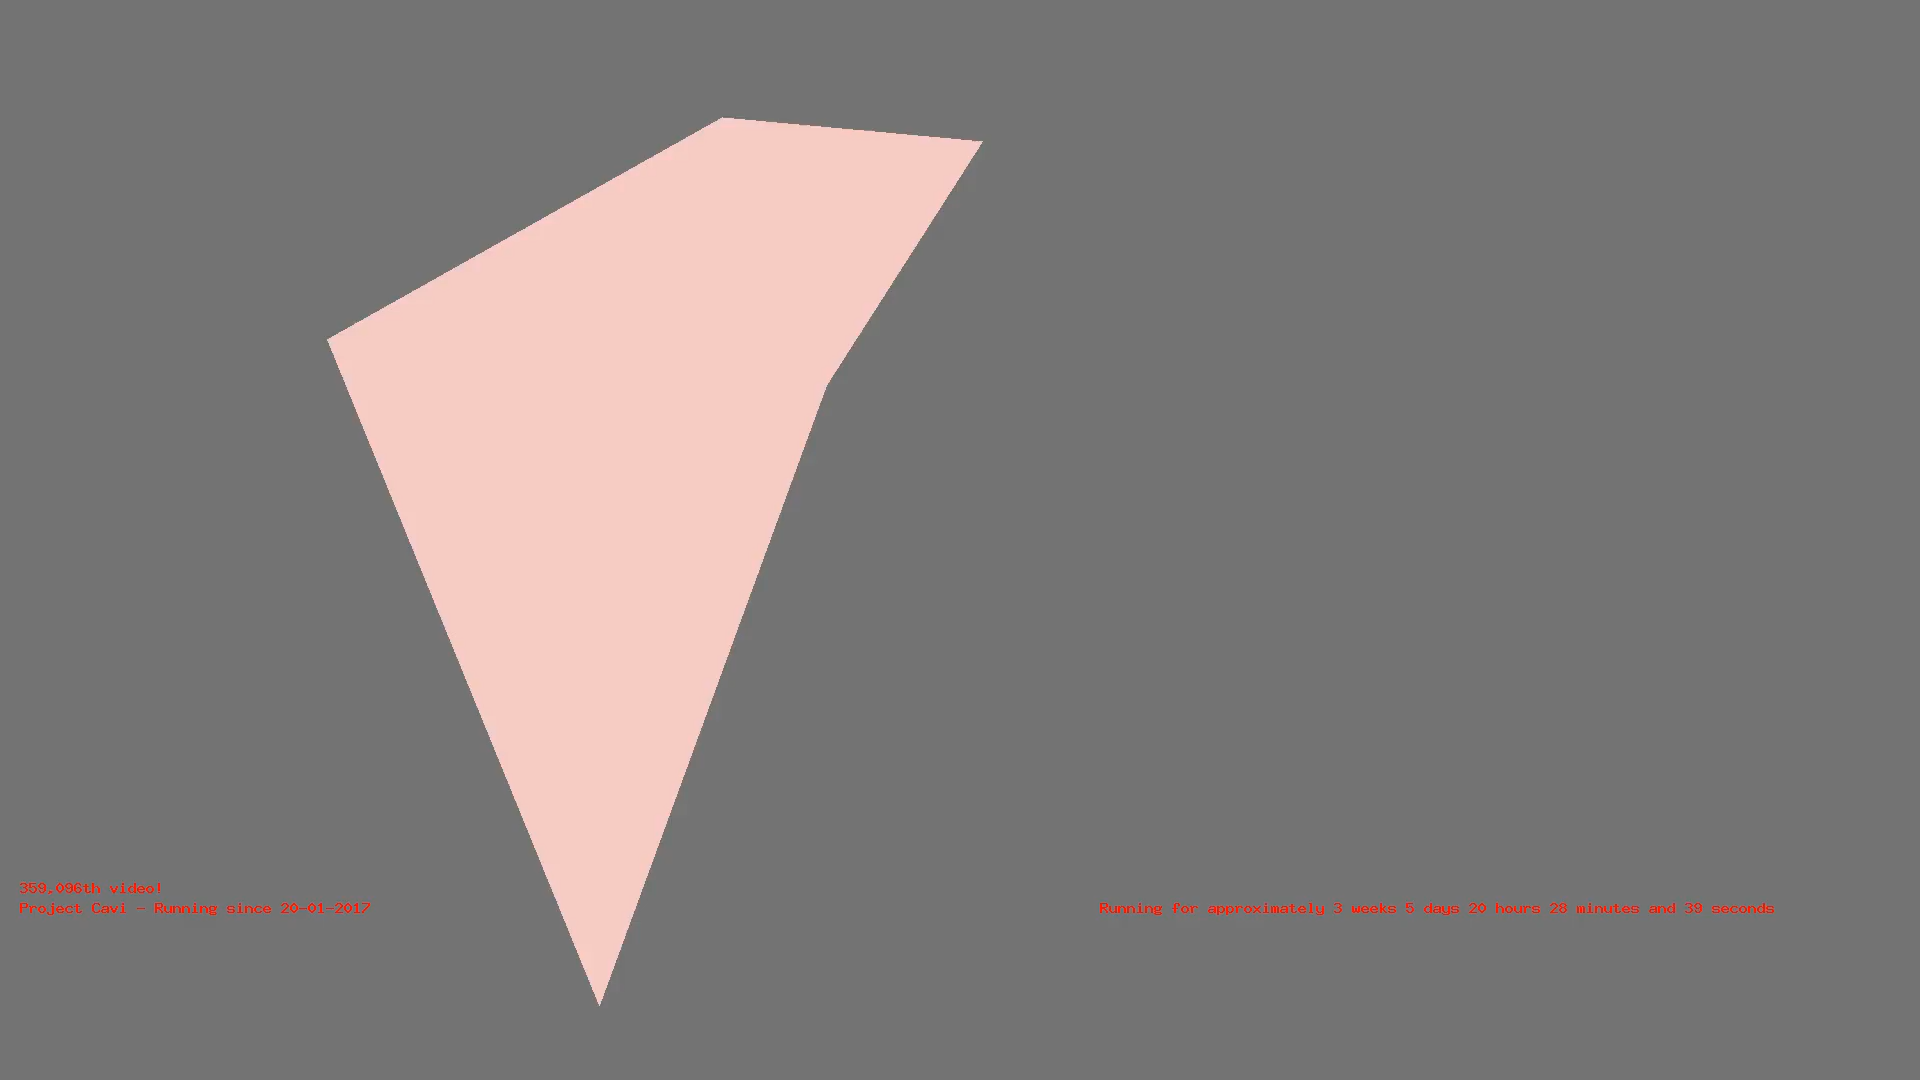 359.096th video!
Project Cavi - Running since 20-01-2017
Running for approximately 3 weeks 5 days 20 hours 28 minutes and 39 seconds